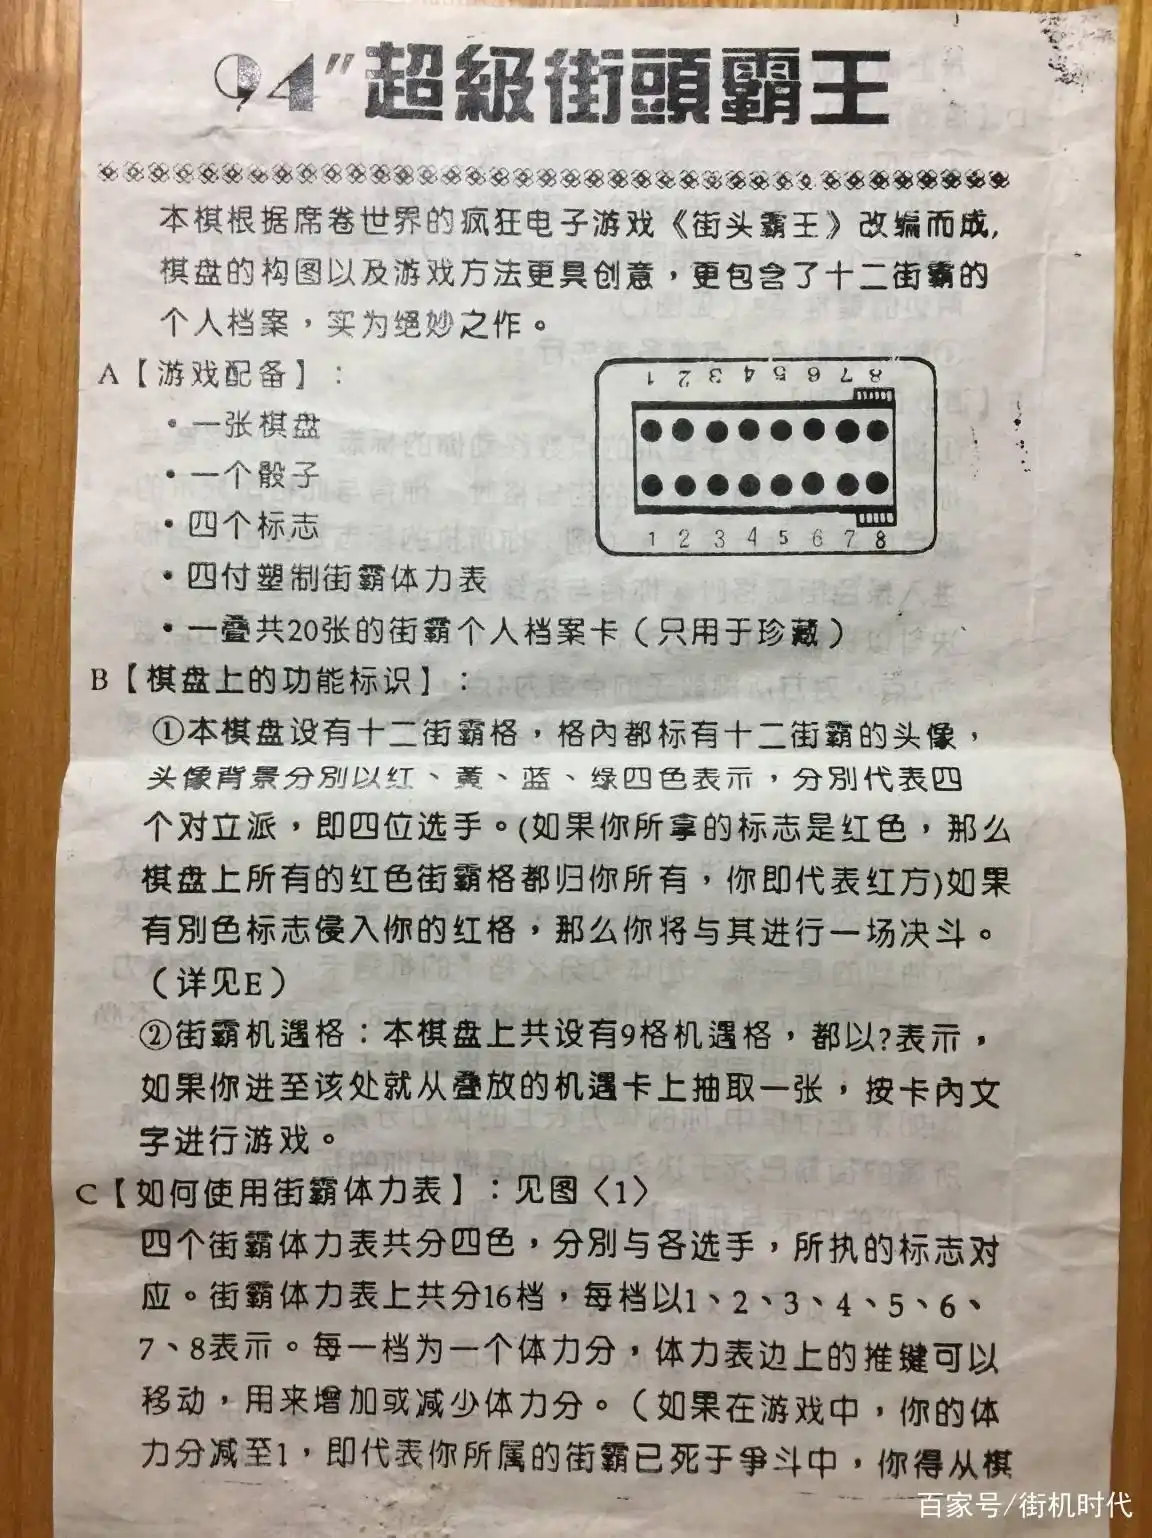 94"超級街頭霸王
本棋根据席卷世界的疯狂电子游戏《街头霸王》改编而成,
棋盘的构图以及游戏方法更具创意，更包含了十二街霸的
个人档案，实为绝妙之作。
A【游戏配备】：
•一张棋盘
•一个骰子
•四个标志
•四付塑制街霸体力表
•一叠共20张的街霸个人档案卡（只用于珍藏）
1 2 3 4 5 6 7 8
1 2 3 4 5 6 7 8
B【棋盘上的功能标识】：
①本棋盘设有十二街霸格，格内都标有十二街霸的头像，
头像背景分别以红、黄、蓝、绿四色表示，分别代表四
个对立派，即四位选手。(如果你所拿的标志是红色，那么
棋盘上所有的红色街霸格都归你所有，你即代表红方)如果
有别色标志侵入你的红格，那么你将与其进行一场决斗。
（详见E）
②街霸机遇格：本棋盘上共设有9格机遇格，都以?表示，
如果你进至该处就从叠放的机遇卡上抽取一张，按卡内文
字进行游戏。
C【如何使用街霸体力表】：见图〈1〉
四个街霸体力表共分四色，分别与各选手，所执的标志对
应。街霸体力表上共分16档，每档以1、2、3、4、5、6、
7、8表示。每一档为一个体力分，体力表边上的推键可以
移动，用来增加或减少体力分。（如果在游戏中，你的体
力分减至1，即代表你所属的街霸已死于争斗中，你得从棋
百家号/街机时代